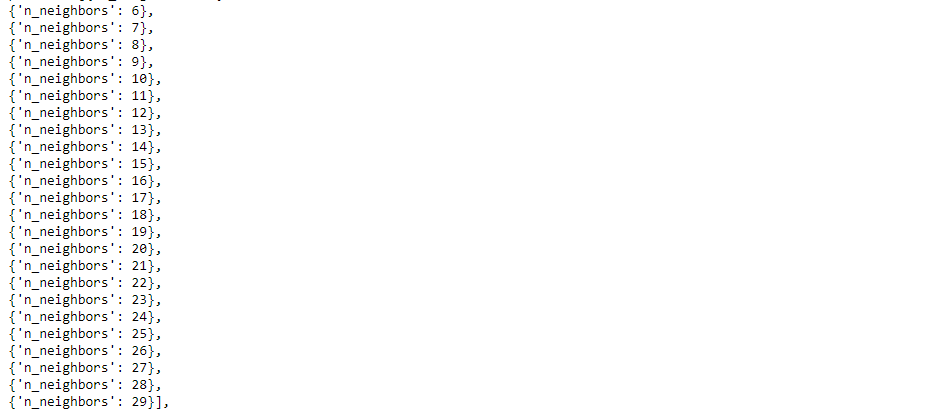 {'n_neighbors': 6},
{'n_neighbors': 7},
{'n_neighbors': 8},
{'n_neighbors': 9},
{'n_neighbors': 10},
{'n_neighbors': 11},
{'n_neighbors': 12},
{'n_neighbors': 13},
{'n_neighbors': 14},
{'n_neighbors': 15},
{'n_neighbors': 16},
{'n_neighbors': 17},
{'n_neighbors': 18},
{'n_neighbors': 19},
{'n_neighbors': 20},
{'n_neighbors': 21},
{'n_neighbors': 22},
{'n_neighbors': 23},
{'n_neighbors': 24},
{'n_neighbors': 25},
{'n_neighbors': 26},
{'n_neighbors': 27},
{'n_neighbors': 28},
{'n_neighbors': 29}],